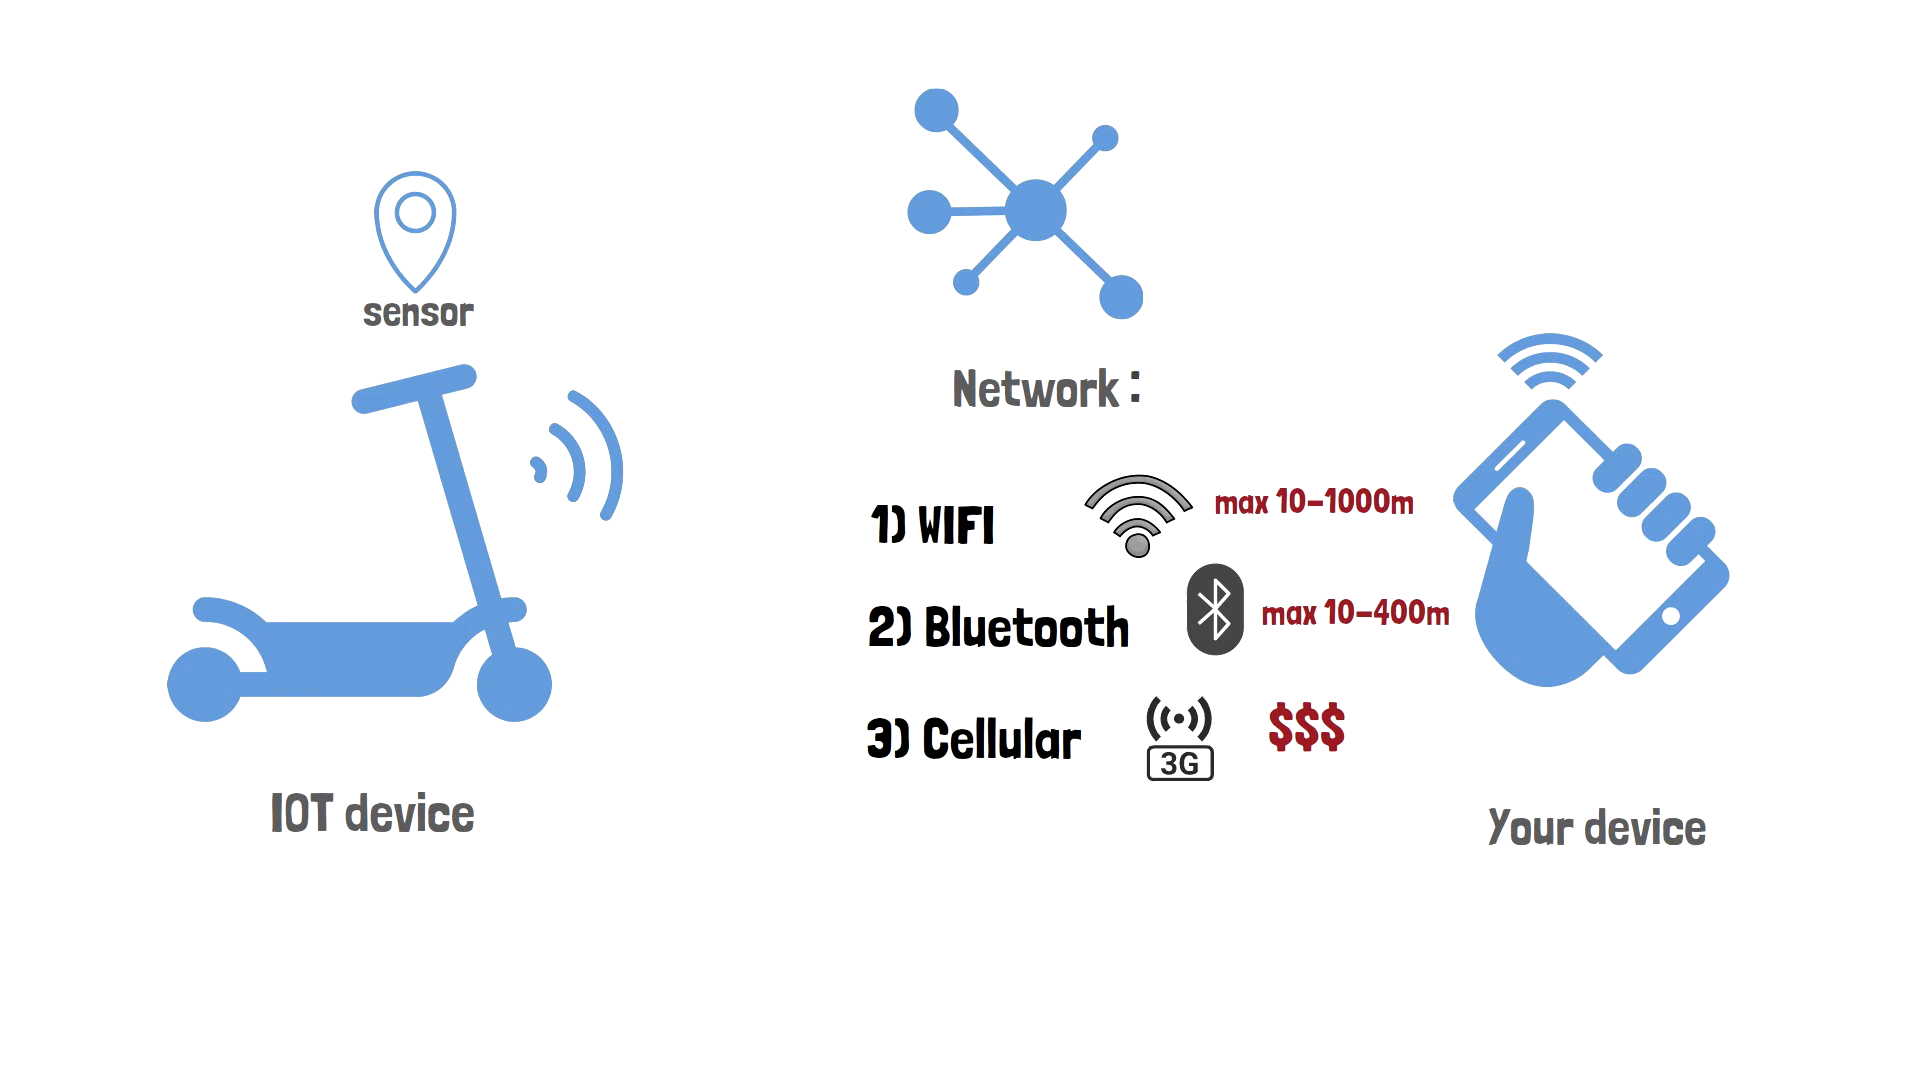 sensor
IOT device
Network :
1) WIFI
max 10-1000m
2) Bluetooth
max 10-400m
3) Cellular
3G
$$$
Your device